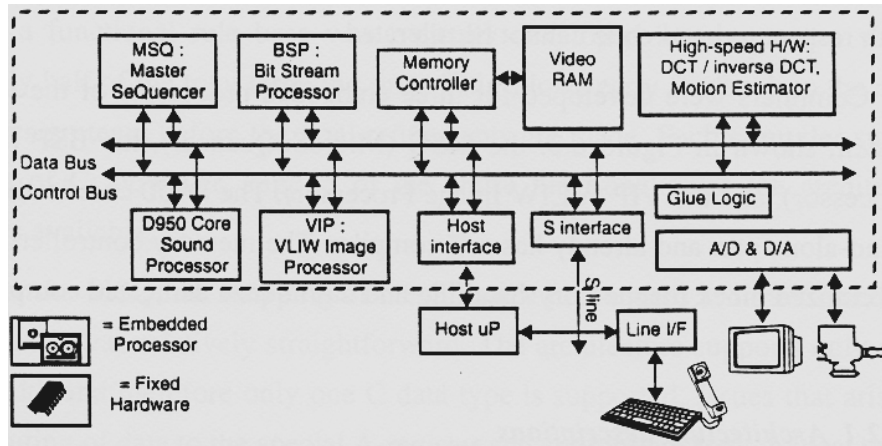 MSQ :
Master
SeQuencer
BSP :
Bit Stream
Processor
Memory
Controller
Video
RAM
High-speed H/W:
DCT / inverse DCT,
Motion Estimator
Data Bus
Control Bus
D950 Core
Sound
Processor
VIP :
VLIW Image
Processor
Host
interface
S interface
Glue Logic
A/D & D/A
S line
Host uP
Line I/F
= Embedded
Processor
= Fixed
Hardware